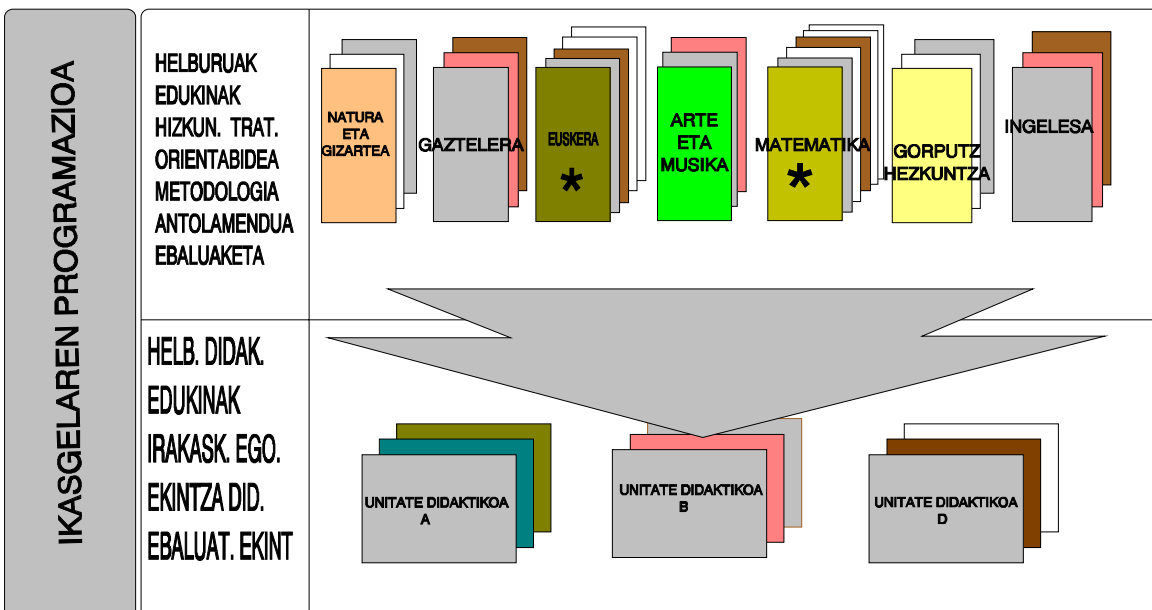 IKASGELAREN PROGRAMAZIOA
HELBURUAK
EDUKINAK
HIZKUN. TRAT.
ORIENTABIDEA
METODOLOGIA
ANTOLAMENDUA
EBALUAKETA
NATURA
ETA
GIZARTEA
GAZTELERA
EUSKERA
*
ARTE
ETA
MUSIKA
MATEMATIKA
*
GORPUTZ
HEZKUNTZA
INGELESA
HELB. DIDAK.
EDUKINAK
IRAKASK. EGO.
EKINTZA DID.
EBALUAT. EKINT
UNITATE DIDAKTIKOA
A
UNITATE DIDAKTIKOA
B
UNITATE DIDAKTIKOA
D